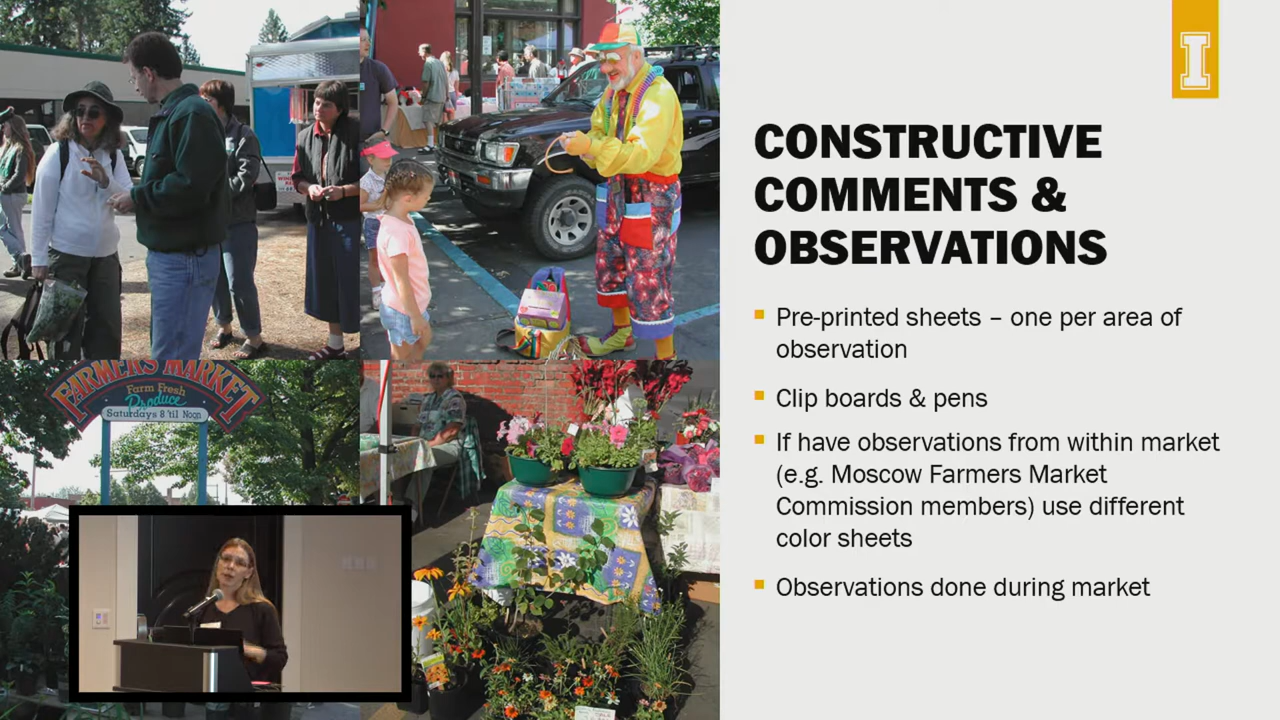 I
CONSTRUCTIVE
COMMENTS &
OBSERVATIONS
Pre-printed sheets – one per area of
observation
Clip boards & pens
If have observations from within market
(e.g. Moscow Farmers Market
Commission members) use different
color sheets
Observations done during market
FARMERS MARKET
Farm Fresh
Produce
Saturdays 8 'til Noon